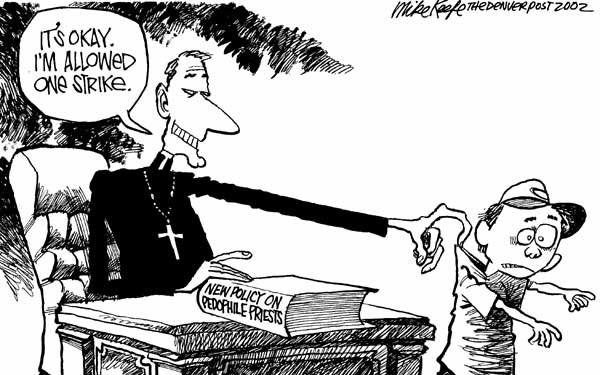 Mike Keefe THE DENVER POST 2002
IT'S OKAY.
I'M ALLOWED
ONE STRIKE.
NEW POLICY ON
PEDOPHILE PRIESTS